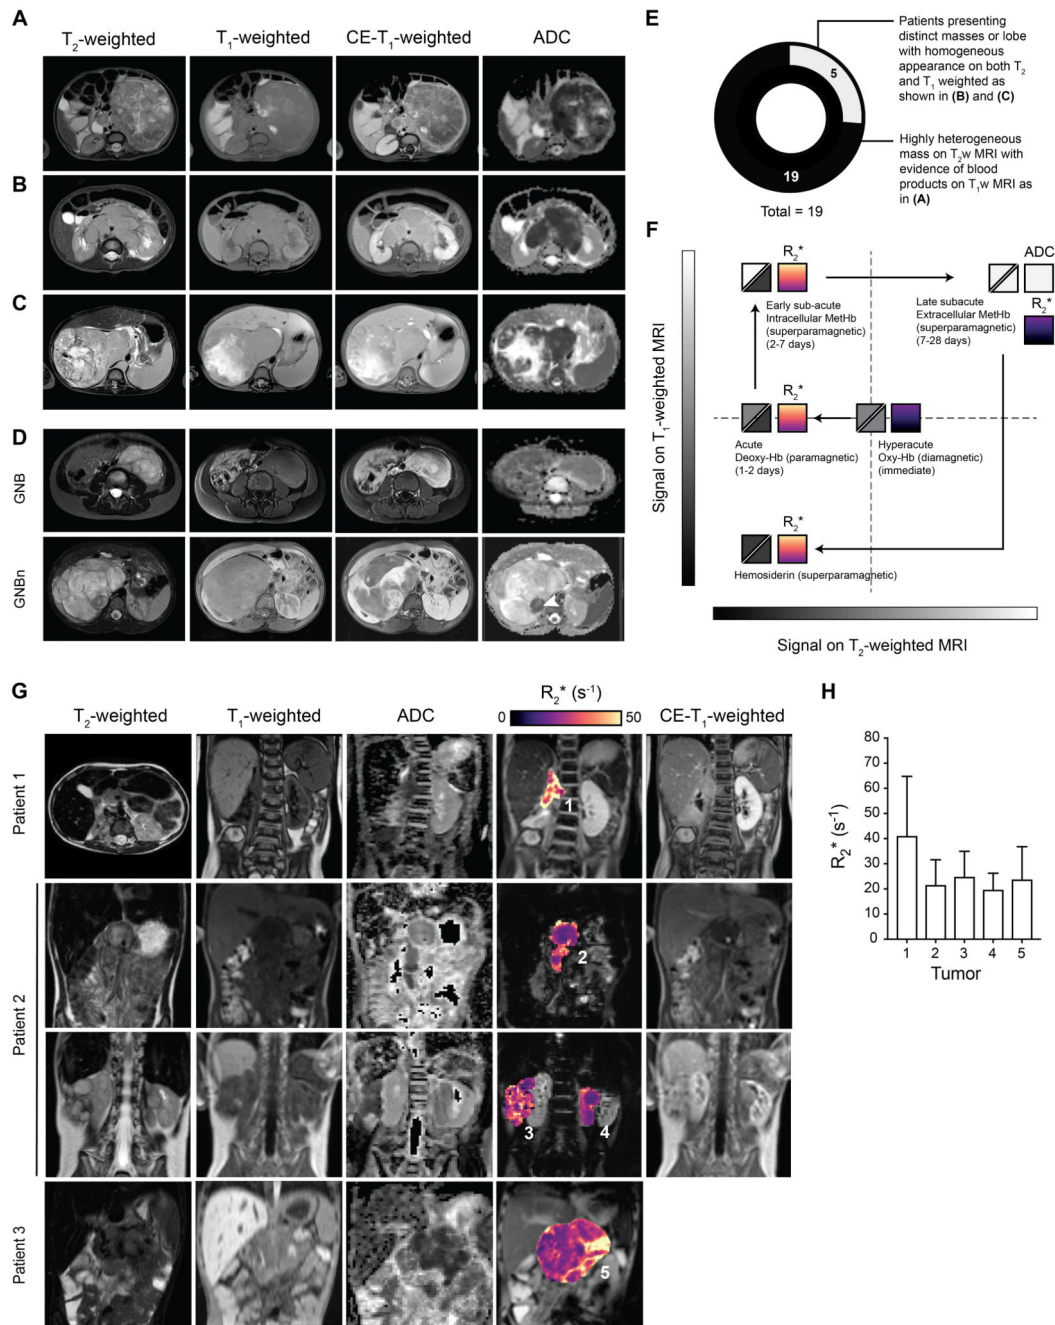 A
T2-weighted
T1-weighted
CE-T1-weighted
ADC
B
C
D
GNB
GNBn
E
5
19
Total = 19
Patients presenting
distinct masses or lobe
with homogeneous
appearance on both T2
and T1 weighted as
shown in (B) and (C)
Highly heterogeneous
mass on T2w MRI with
evidence of blood
products on T1w MRI as
in (A)
F
Signal on T1-weighted MRI
R2*
Early sub-acute
Intracellular MetHb
(superparamagnetic)
(2-7 days)
ADC
R2*
Late subacute
Extracellular MetHb
(superparamagnetic)
(7-28 days)
R2*
Acute
Deoxy-Hb (paramagnetic)
(1-2 days)
Hyperacute
Oxy-Hb (diamagnetic)
(immediate)
R2*
Hemosiderin (superparamagnetic)
Signal on T2-weighted MRI
G
T2-weighted
T1-weighted
ADC
R2* (s-1)
0
50
CE-T1-weighted
Patient 1
1
Patient 2
2
3
4
Patient 3
5
H
R2* (s-1)
80
70
60
50
40
30
20
10
0
1 2 3 4 5
Tumor